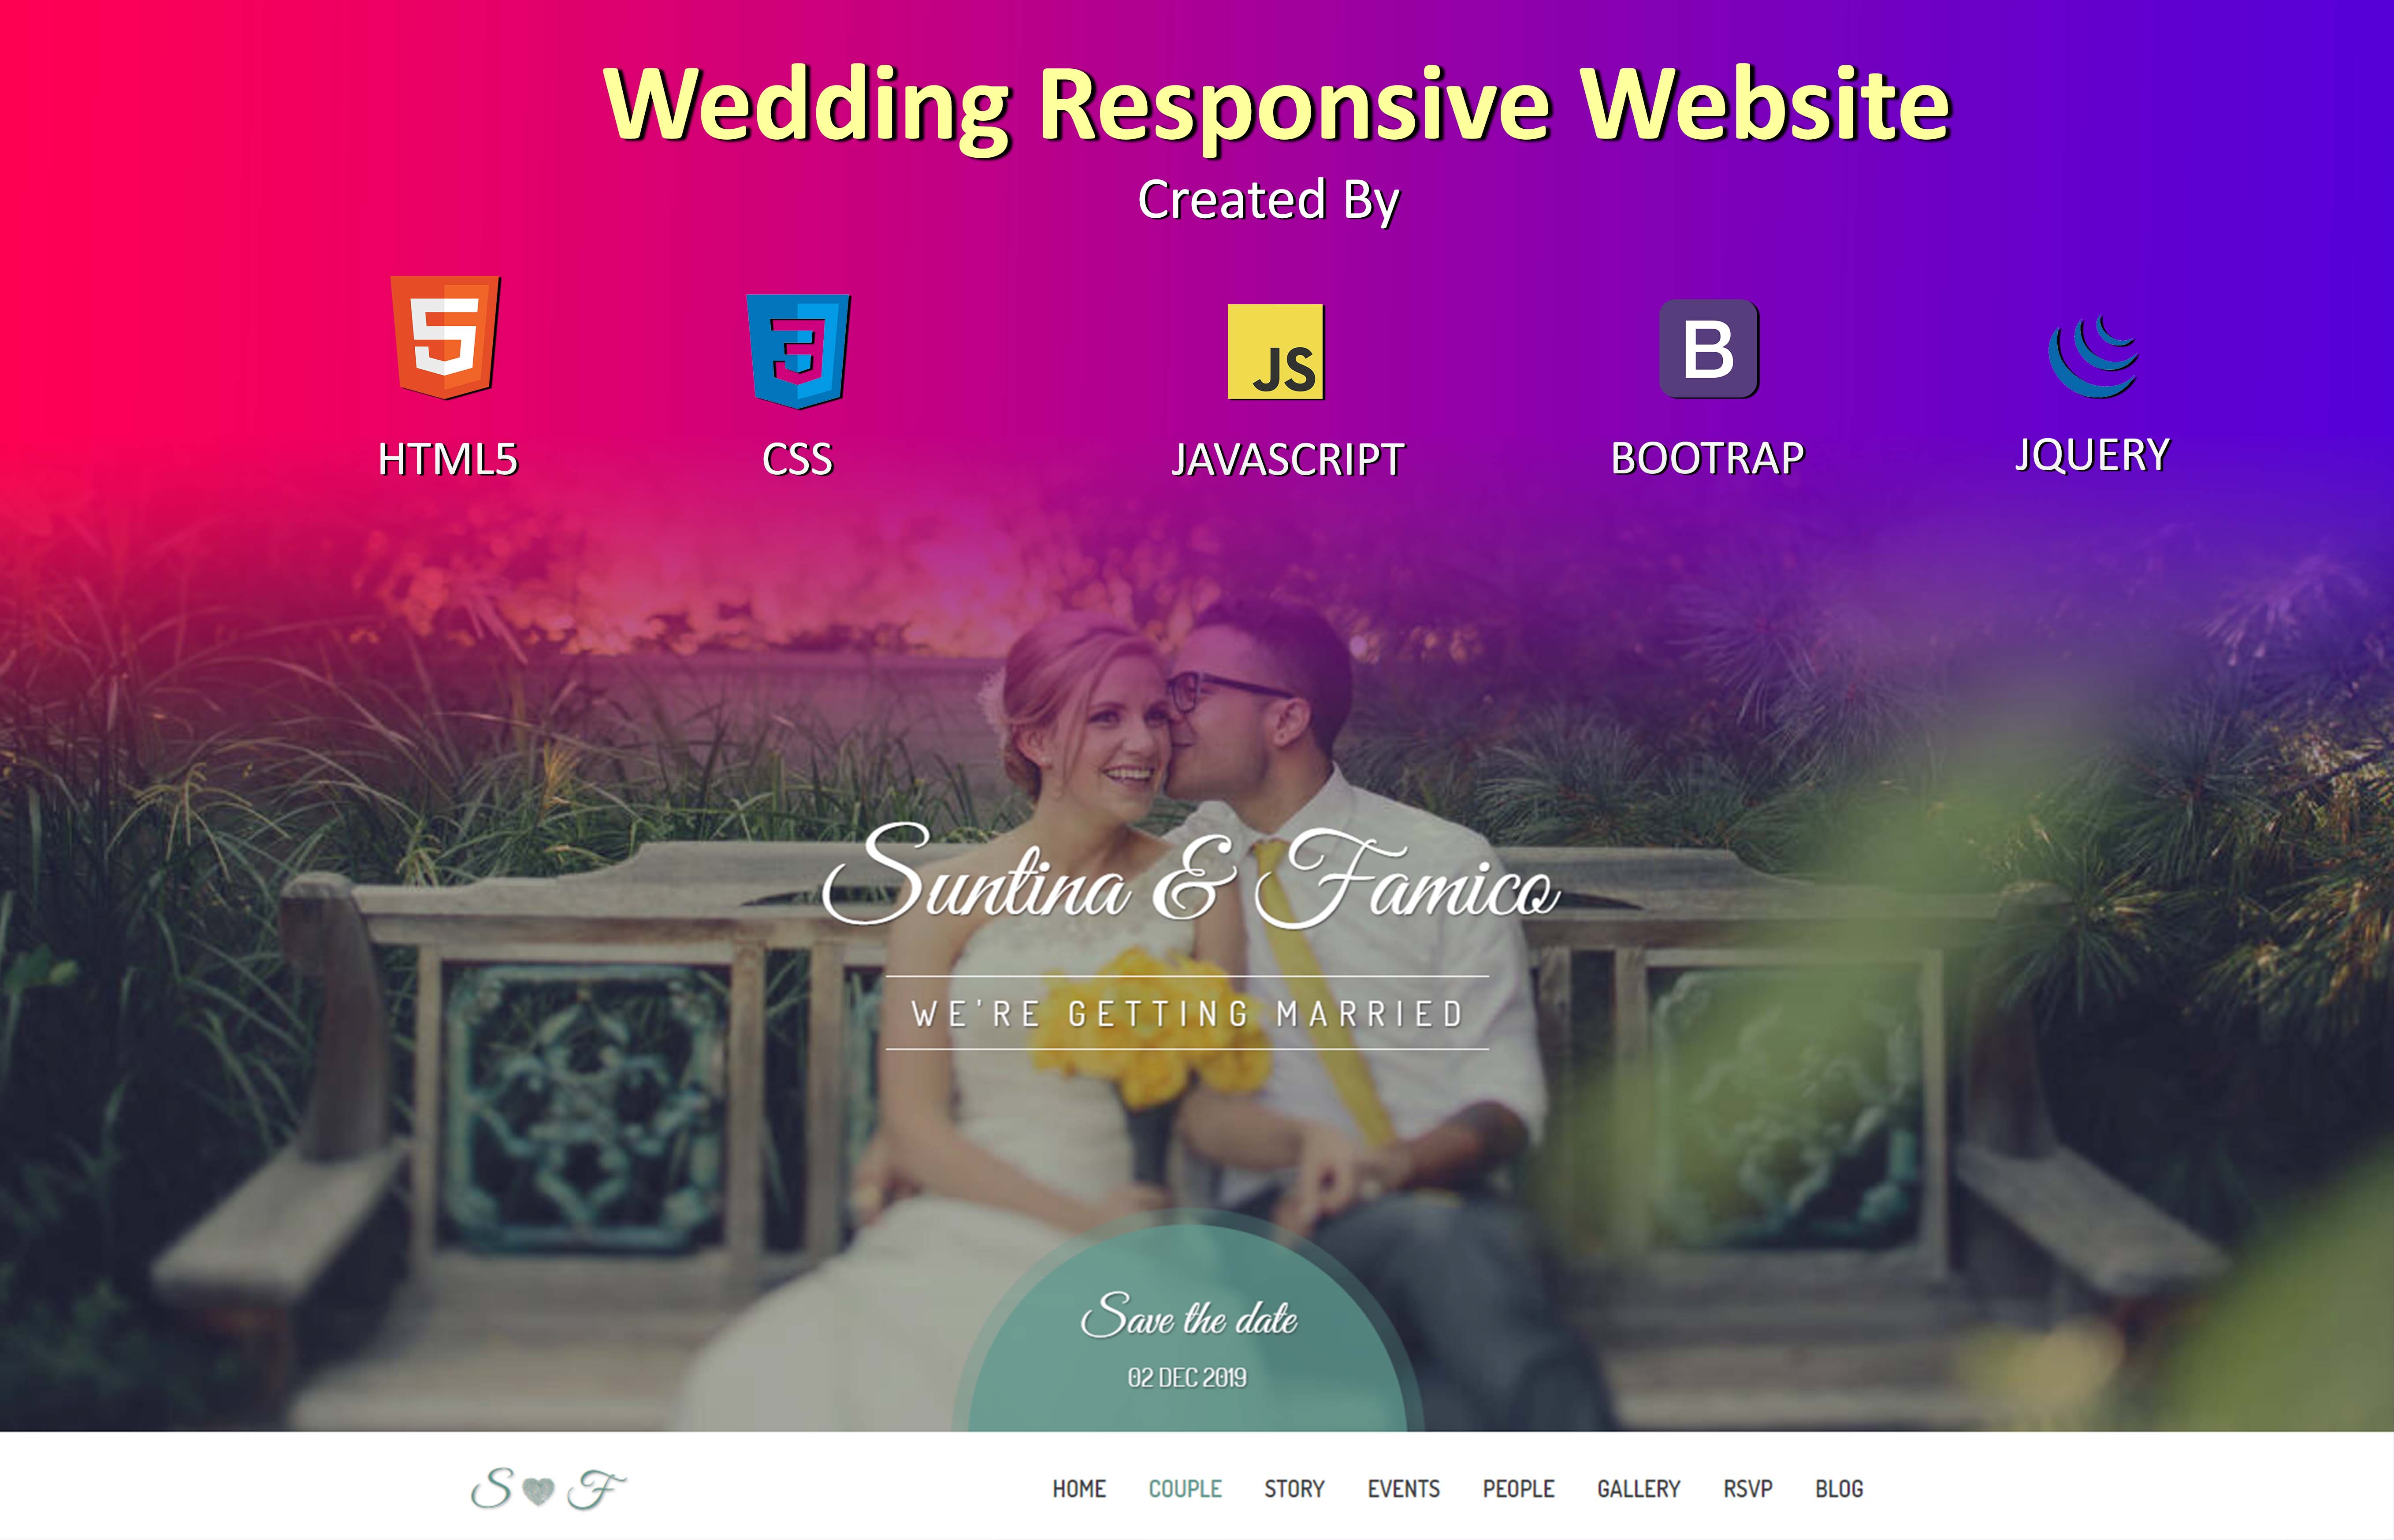 Wedding Responsive Website
Created By
5 3 JS B
HTML5 CSS JAVASCRIPT BOOTRAP JQUERY
Suntina & Famico
WE'RE GETTING MARRIED
Save the date
02 DEC 2019
S F HOME COUPLE STORY EVENTS PEOPLE GALLERY RSVP BLOG